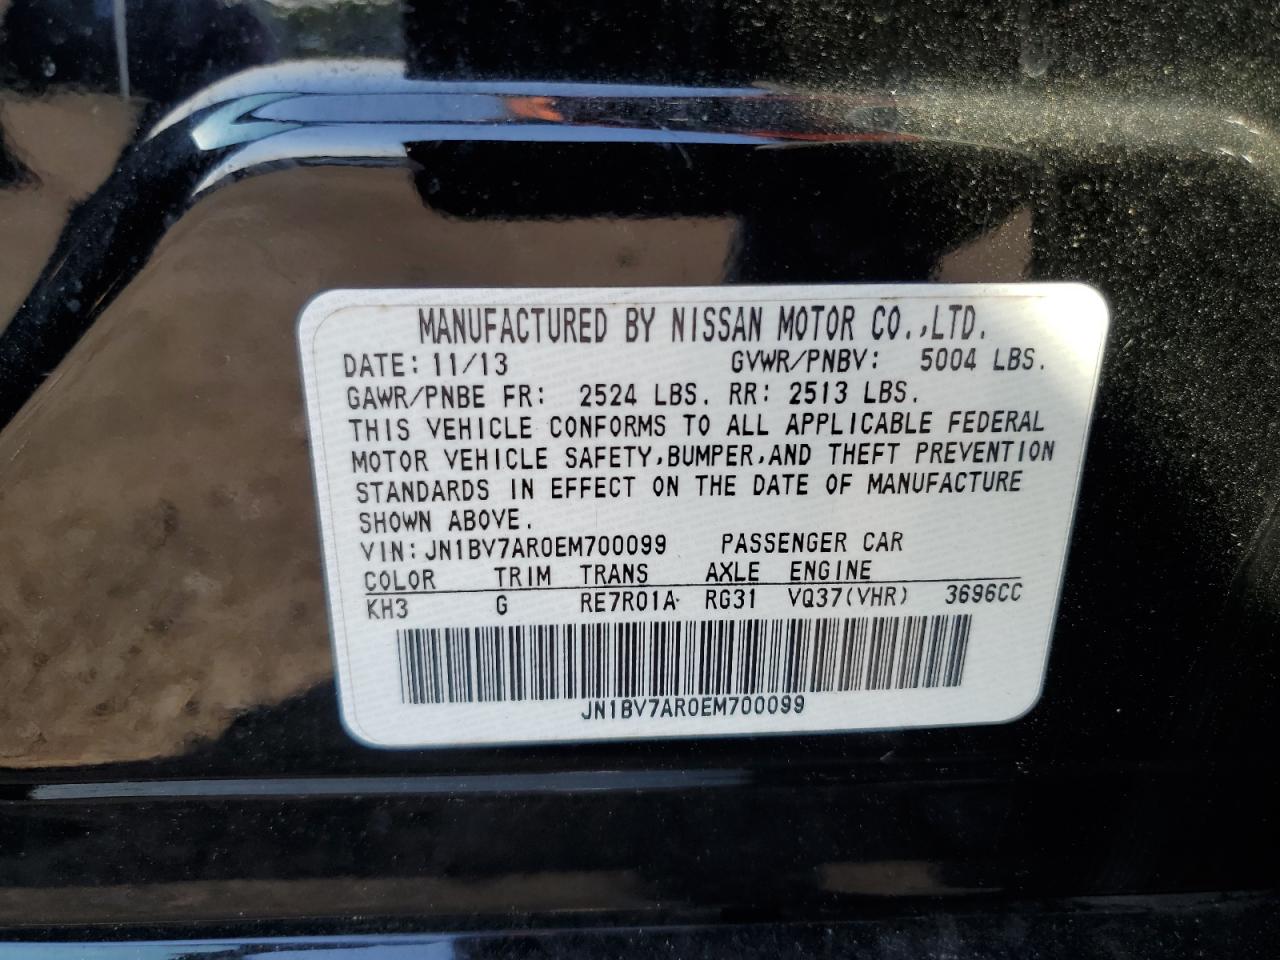 MANUFACTURED BY NISSAN MOTOR CO.,LTD.
DATE: 11/13 GVWR/PNBV: 5004 LBS.
GAWR/PNBE FR: 2524 LBS. RR: 2513 LBS.
THIS VEHICLE CONFORMS TO ALL APPLICABLE FEDERAL
MOTOR VEHICLE SAFETY,BUMPER,AND THEFT PREVENTION
STANDARDS IN EFFECT ON THE DATE OF MANUFACTURE
SHOWN ABOVE.
VIN: JN1BV7AR0EM700099 PASSENGER CAR
COLOR TRIM TRANS AXLE ENGINE
KH3 G RE7R01A RG31 VQ37(VHR) 3696CC
JN1BV7AR0EM700099